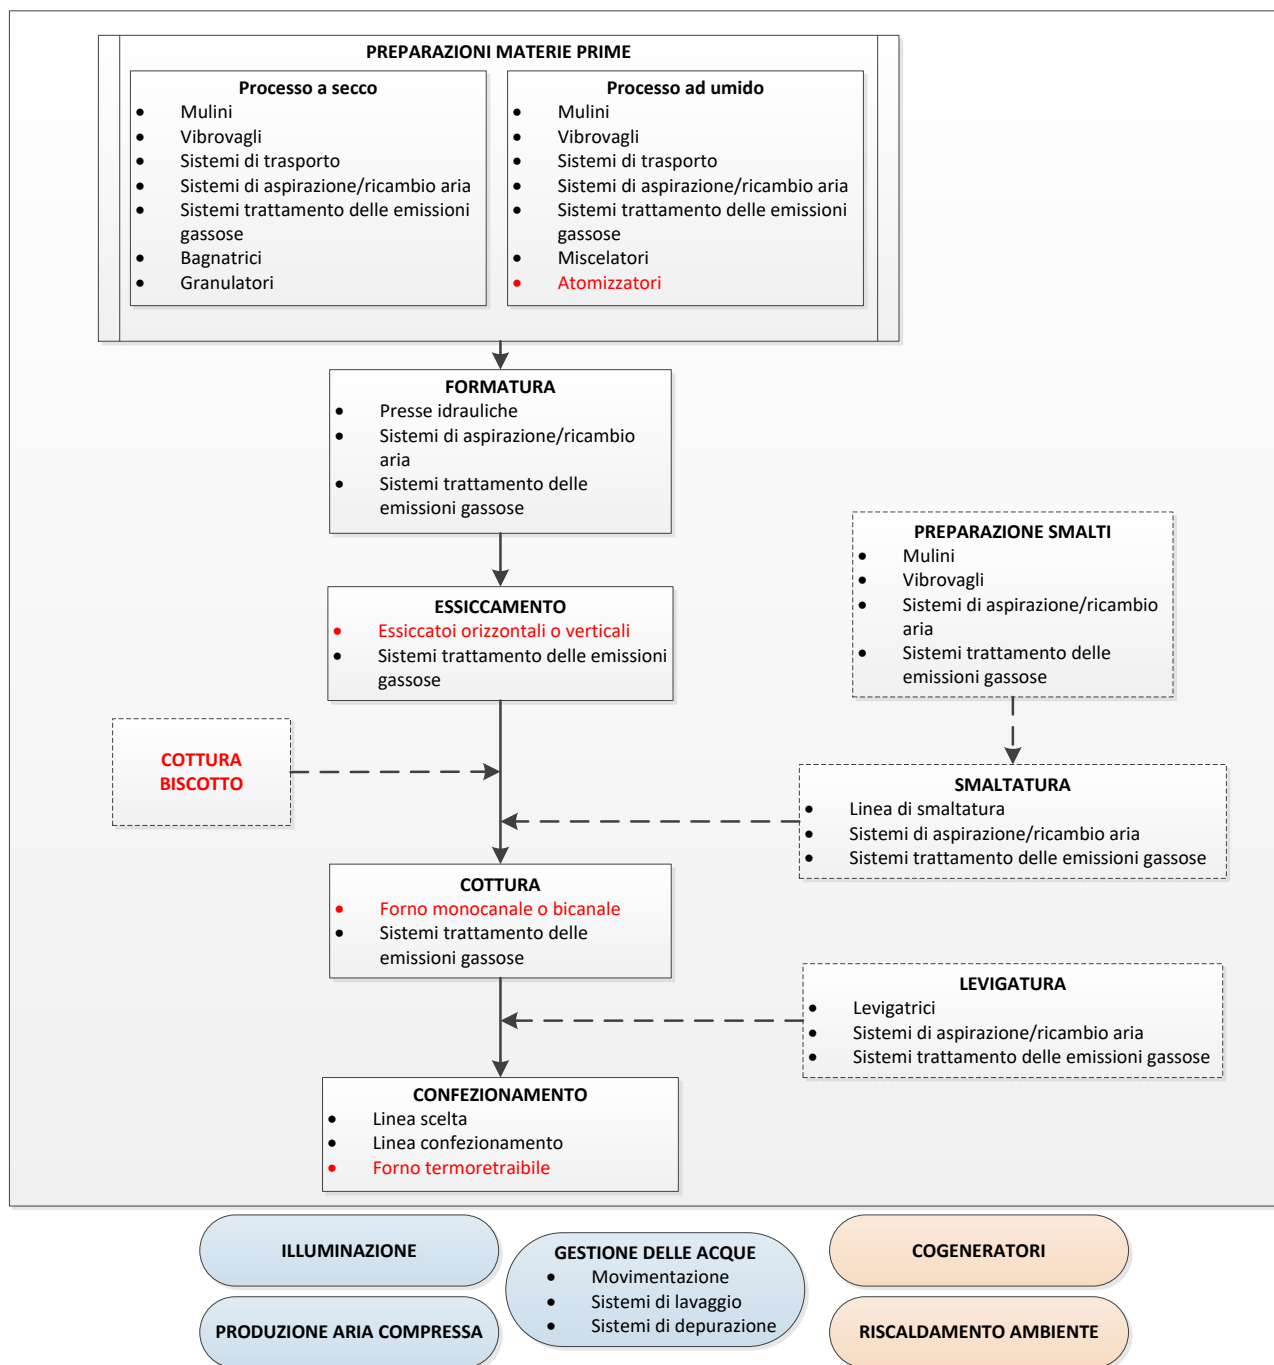 PREPARAZIONI MATERIE PRIME
Processo a secco
• Mulini
• Vibrovagli
• Sistemi di trasporto
• Sistemi di aspirazione/ricambio aria
• Sistemi trattamento delle emissioni
gassose
• Bagnatrici
• Granulatori
Processo ad umido
• Mulini
• Vibrovagli
• Sistemi di trasporto
• Sistemi di aspirazione/ricambio aria
• Sistemi trattamento delle emissioni
gassose
• Miscelatori
• Atomizzatori
FORMATURA
• Presse idrauliche
• Sistemi di aspirazione/ricambio
aria
• Sistemi trattamento delle
emissioni gassose
PREPARAZIONE SMALTI
• Mulini
• Vibrovagli
• Sistemi di aspirazione/ricambio
aria
• Sistemi trattamento delle
emissioni gassose
ESSICCAMENTO
• Essiccatoi orizzontali o verticali
• Sistemi trattamento delle emissioni
gassose
COTTURA
BISCOTTO
SMALTATURA
• Linea di smaltatura
• Sistemi di aspirazione/ricambio aria
• Sistemi trattamento delle emissioni gassose
COTTURA
• Forno monocanale o bicanale
• Sistemi trattamento delle
emissioni gassose
LEVIGATURA
• Levigatrici
• Sistemi di aspirazione/ricambio aria
• Sistemi trattamento delle emissioni gassose
CONFEZIONAMENTO
• Linea scelta
• Linea confezionamento
• Forno termoretraibile
ILLUMINAZIONE
GESTIONE DELLE ACQUE
• Movimentazione
• Sistemi di lavaggio
• Sistemi di depurazione
COGENERATORI
PRODUZIONE ARIA COMPRESSA
RISCALDAMENTO AMBIENTE